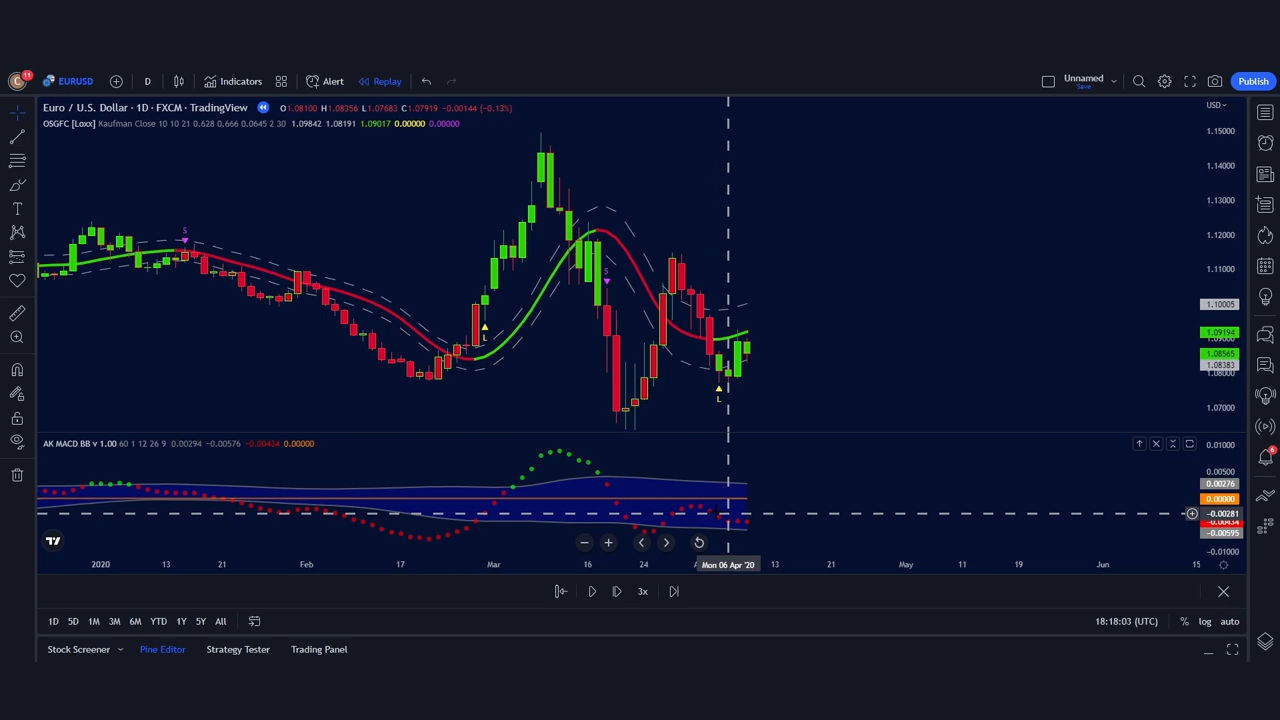 C 11 EURUSD D Indicators Alert Replay Unnamed Save Publish
Euro / U.S. Dollar · 1D · FXCM · TradingView O1.08100 H1.08356 L1.07683 C1.07919 −0.00144 (−0.13%) USD
OSGFC [Loxx] Kaufman Close 10 10 21 0.628 0.666 0.0645 2 30 1.09842 1.08191 1.09017 0.00000 0.00000
1.15000
1.14000
1.13000
S
1.12000
S
1.11000
1.10005
L
1.09194
1.08565
1.08383
L
1.07000
AK MACD BB v 1.00 60 1 12 26 9 0.00294 −0.00576 −0.00434 0.00000
0.01000
0.00500
0.00276
0.00000
−0.00281
−0.00434
−0.00595
−0.01000
2020 13 21 Feb 17 Mar 16 24 Mon 06 Apr '20 13 21 May 11 19 Jun 15
3x
1D 5D 1M 3M 6M YTD 1Y 5Y All 18:18:03 (UTC) % log auto
Stock Screener Pine Editor Strategy Tester Trading Panel
6